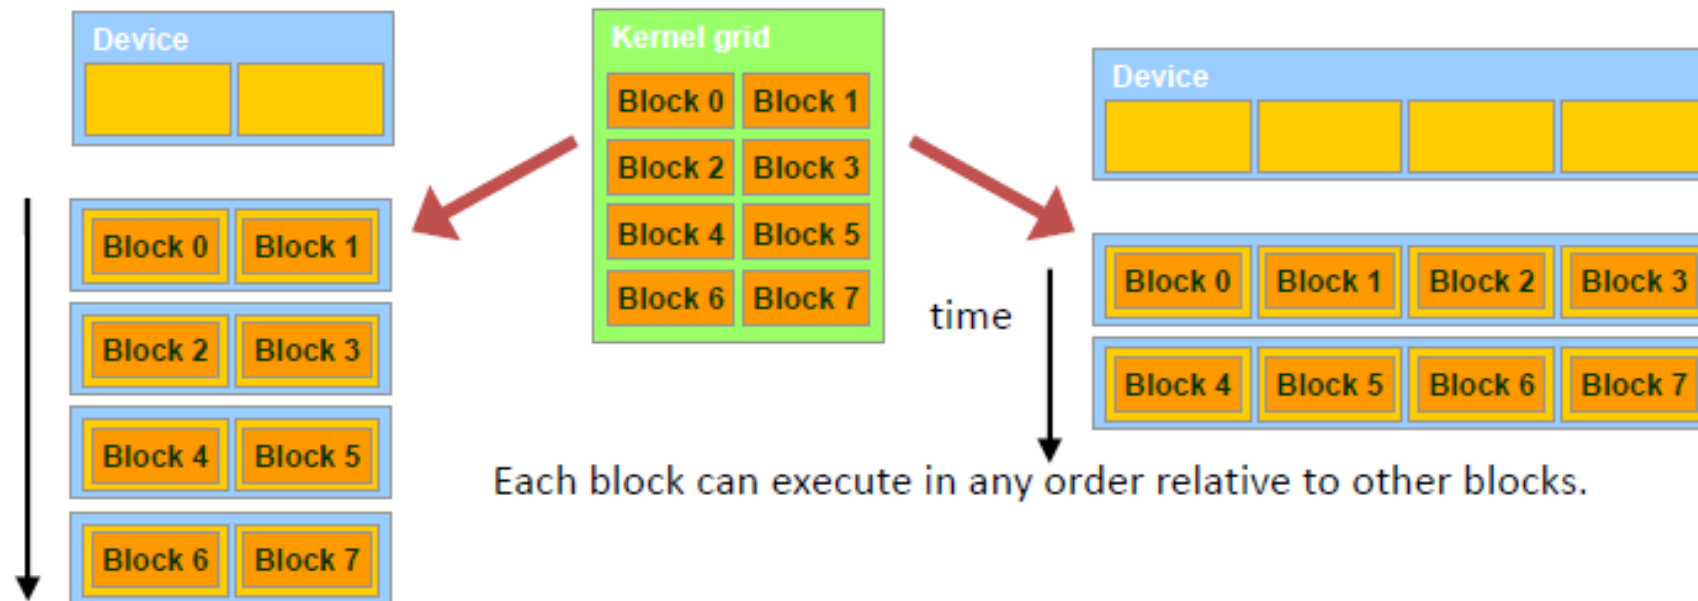 Device
Block 0 Block 1
Block 2 Block 3
Block 4 Block 5
Block 6 Block 7
Kernel grid
Block 0 Block 1
Block 2 Block 3
Block 4 Block 5
Block 6 Block 7
Device
time
Block 0 Block 1 Block 2 Block 3
Block 4 Block 5 Block 6 Block 7
Each block can execute in any order relative to other blocks.